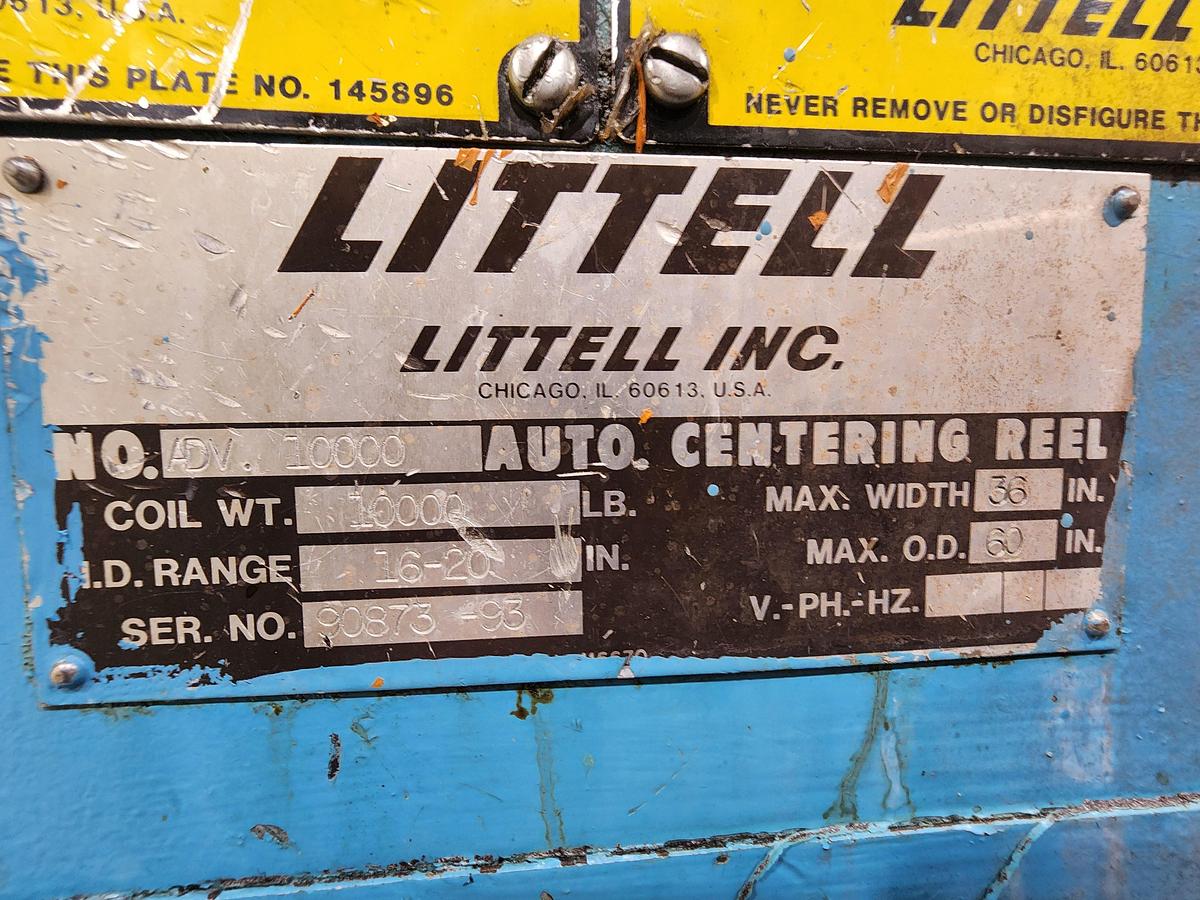 U.S.A.
THIS PLATE NO. 145896
LITTELL
CHICAGO, IL. 60613
NEVER REMOVE OR DISFIGURE
LITTELL
LITTELL INC.
CHICAGO, IL. 60613, U.S.A.
NO. ADV. 10000 AUTO. CENTERING REEL
COIL WT. 10000 LB. MAX. WIDTH 36 IN.
I.D. RANGE 16-20 IN. MAX. O.D. 60 IN.
SER. NO. 90873 -93 V.-PH.-HZ.